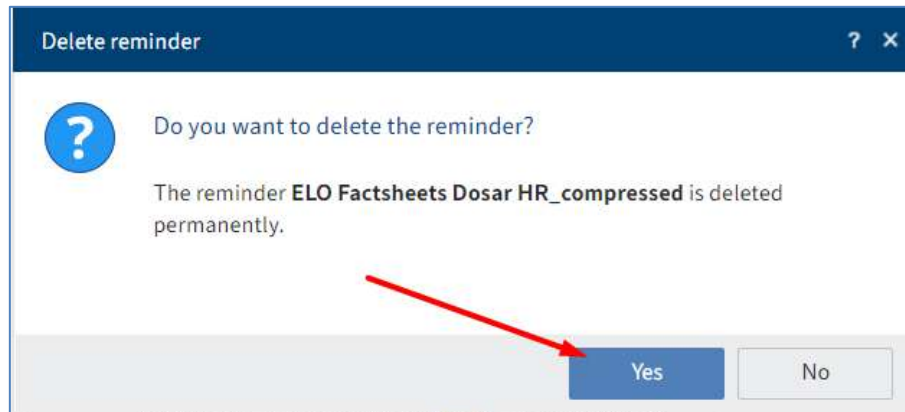 Delete reminder ? ×
?
Do you want to delete the reminder?
The reminder ELO Factsheets Dosar HR_compressed is deleted
permanently.
Yes No